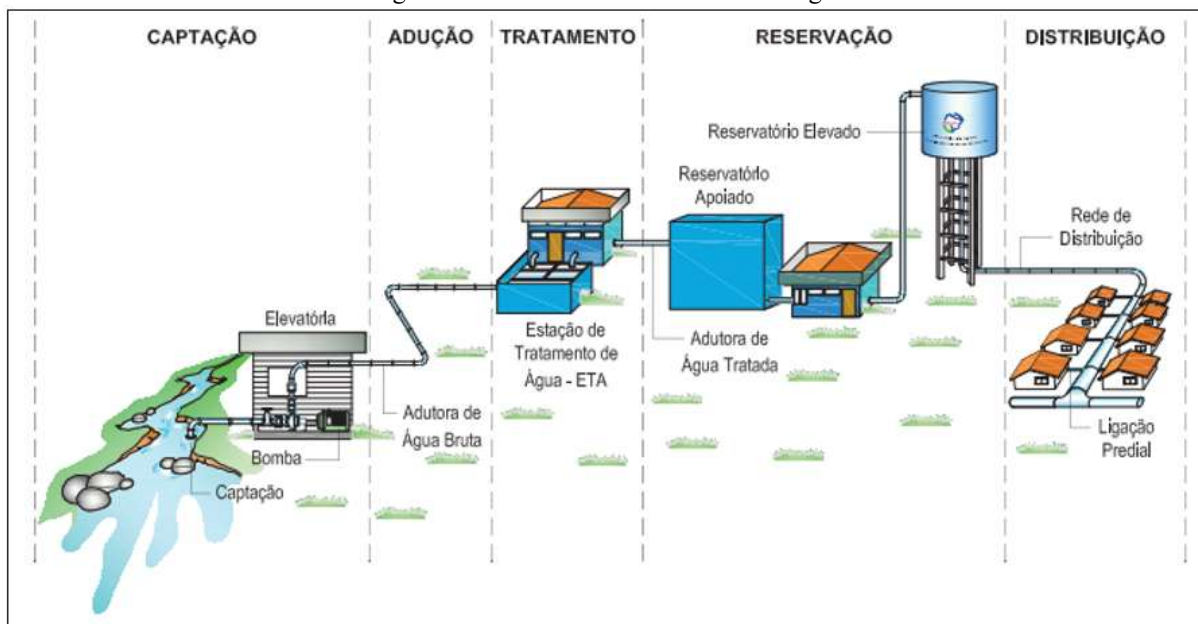 CAPTAÇÃO
ADUÇÃO
TRATAMENTO
RESERVAÇÃO
DISTRIBUIÇÃO
Reservatório Elevado
Reservatório
Apoiado
Rede de
Distribuição
Elevatória
Estação de
Tratamento de
Água - ETA
Adutora de
Água Tratada
Adutora de
Água Bruta
Bomba
Captação
Ligação
Predial